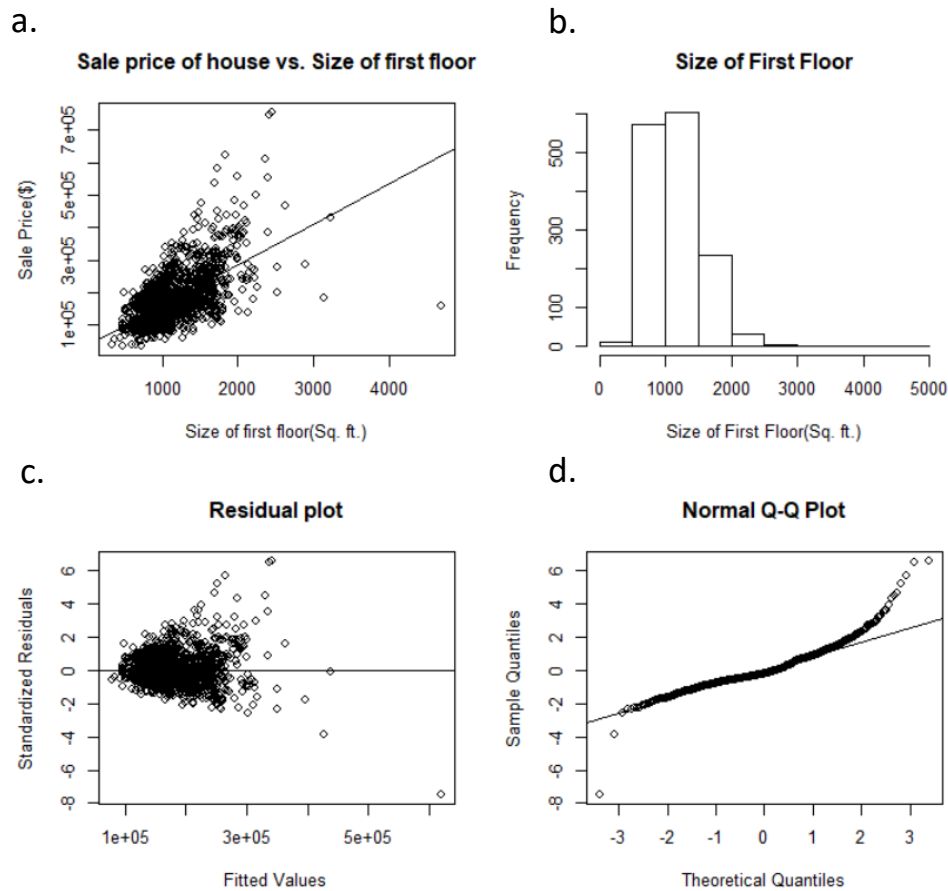 a.
Sale price of house vs. Size of first floor
Sale Price($)
7e+05
5e+05
3e+05
1e+05
1000 2000 3000 4000
Size of first floor(Sq. ft.)
b.
Size of First Floor
Frequency
500
300
100
0
0 1000 2000 3000 4000 5000
Size of First Floor(Sq. ft.)
c.
Residual plot
Standardized Residuals
6
4
2
0
-2
-4
-6
-8
1e+05 3e+05 5e+05
Fitted Values
d.
Normal Q-Q Plot
Sample Quantiles
6
4
2
0
-2
-4
-6
-8
-3 -2 -1 0 1 2 3
Theoretical Quantiles